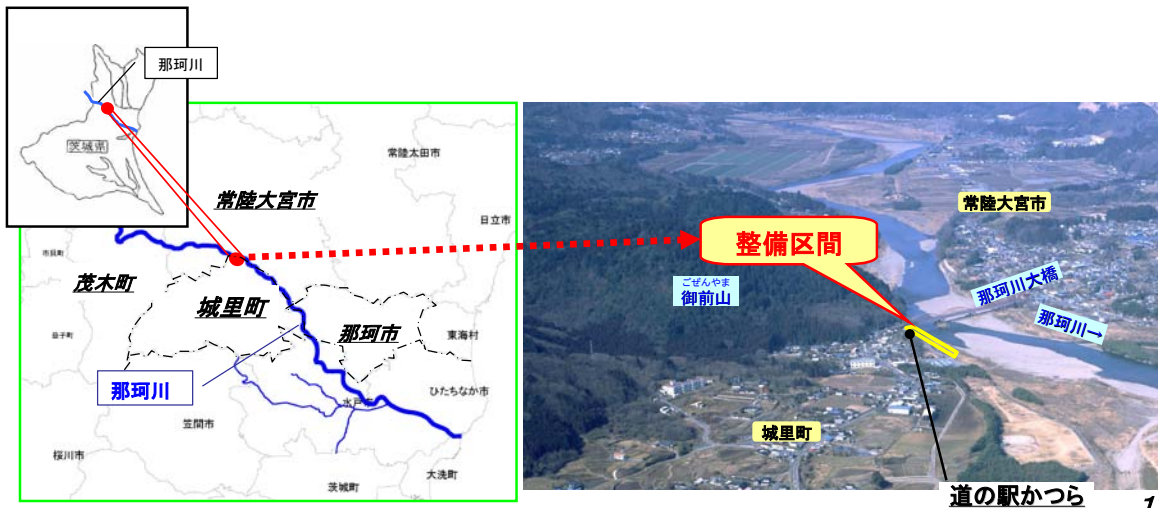 那珂川
茨城県
常陸太田市
常陸大宮市
日立市
市貝町
茂木町
城里町
那珂市
東海村
益子町
那珂川
ひたちなか市
水戸市
笠間市
桜川市
大洗町
茨城町
常陸大宮市
整備区間
ごぜんやま
御前山
那珂川大橋
那珂川→
城里町
道の駅かつら
1